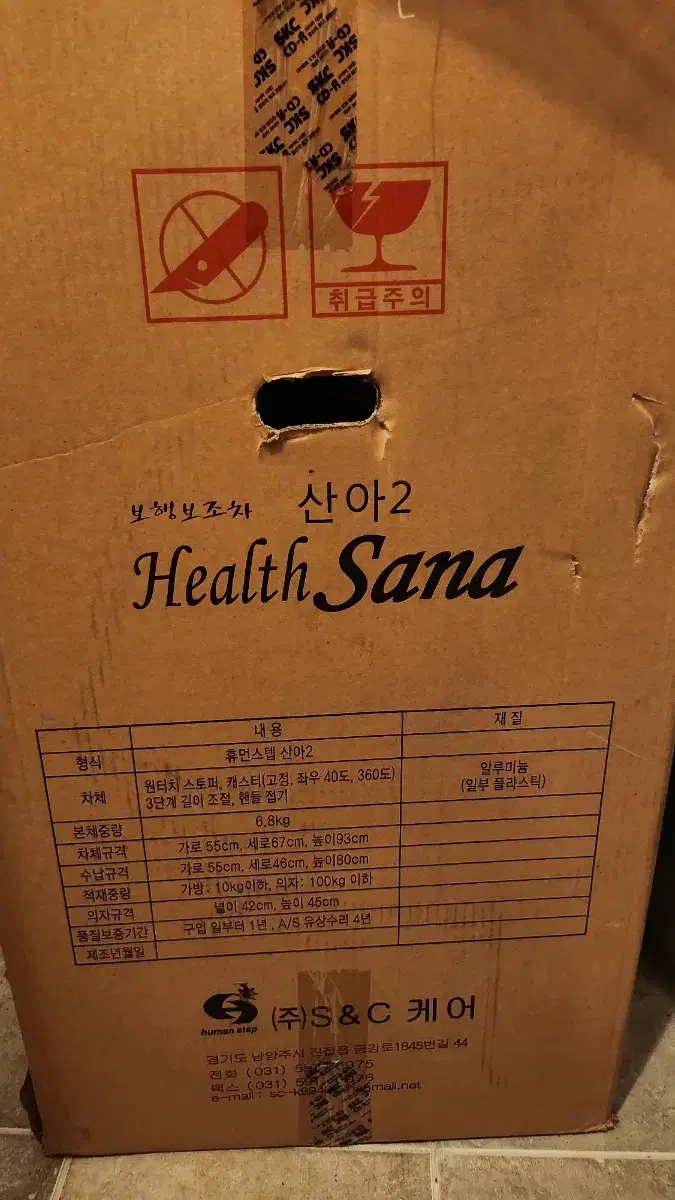 SKC
CD-R
취급주의
보행보조차 산아2
Health Sana
내용 재질
형식 휴먼스텝 산아2
차체 원터치 스토퍼, 캐스터(고정, 좌우 40도, 360도) 알루미늄
3단계 길이 조절, 핸들 접기 (일부 플라스틱)
본체중량 6.8kg
차체규격 가로 55cm, 세로67cm, 높이93cm
수납규격 가로 55cm, 세로46cm, 높이80cm
적재중량 가방: 10kg이하, 의자: 100kg 이하
의자규격 넓이 42cm, 높이 45cm
품질보증기간 구입 일부터 1년, A/S 유상수리 4년
제조년월일
human step (주)S&C 케어
경기도 남양주시 진접읍 금강로1845번길 44
전화 (031)
팩스 (031)
e-mail :